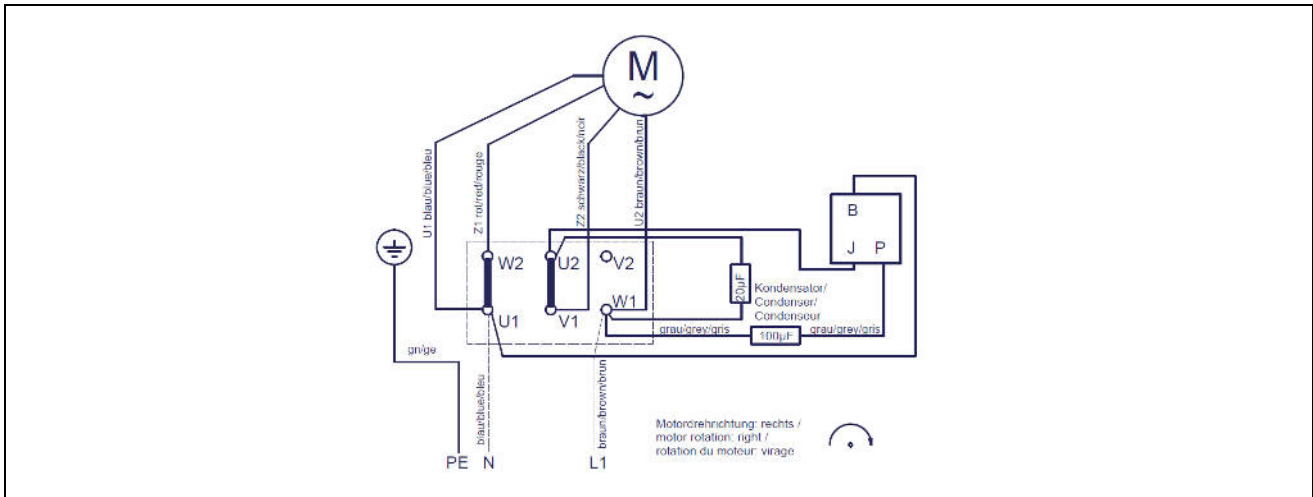 M
~
U1 blau/blue/bleu
Z1 rot/red/rouge
Z2 schwarz/black/noir
U2 braun/brown/brun
B
J P
W2 U2 V2
U1 V1 W1
20µF
Kondensator/
Condenser/
Condenseur
grau/grey/gris
100µF
grau/grey/gris
gn/ge
blau/blue/bleu
braun/brown/brun
PE N L1
Motordrehrichtung: rechts /
motor rotation: right /
rotation du moteur: virage